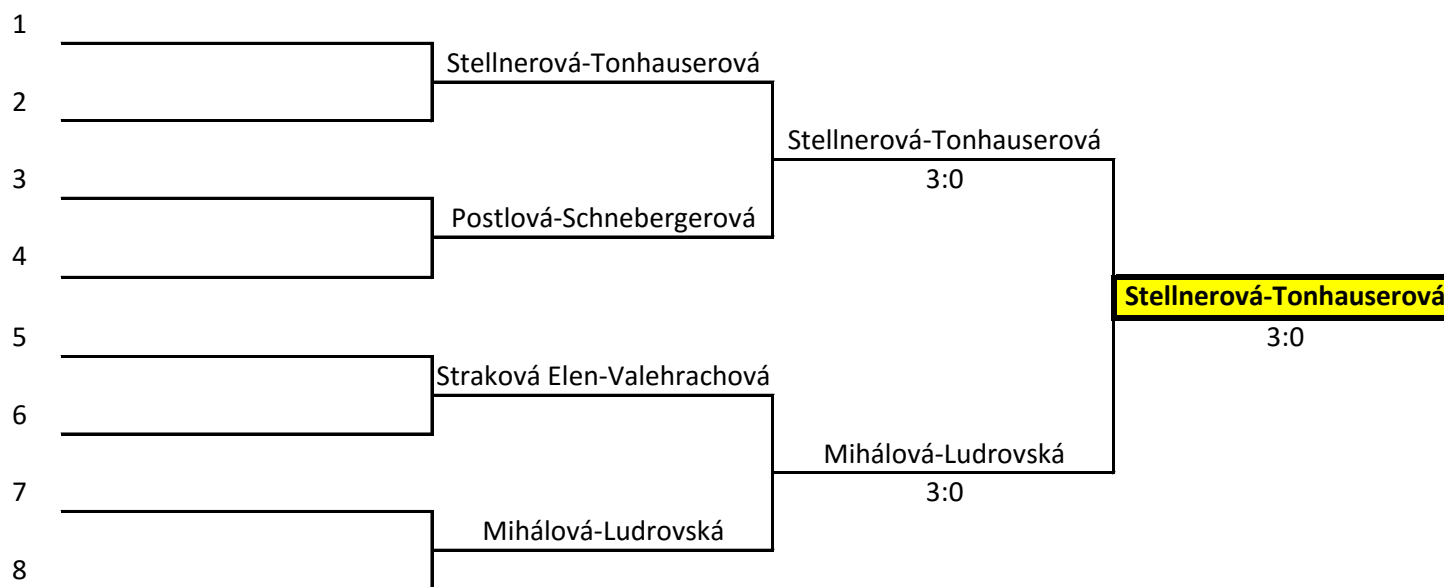 1
Stellnerová-Tonhauserová
2
Stellnerová-Tonhauserová
3
3:0
Postlová-Schnebergerová
4
Stellnerová-Tonhauserová
5
3:0
Straková Elen-Valehrachová
6
Mihálová-Ludrovská
7
3:0
Mihálová-Ludrovská
8